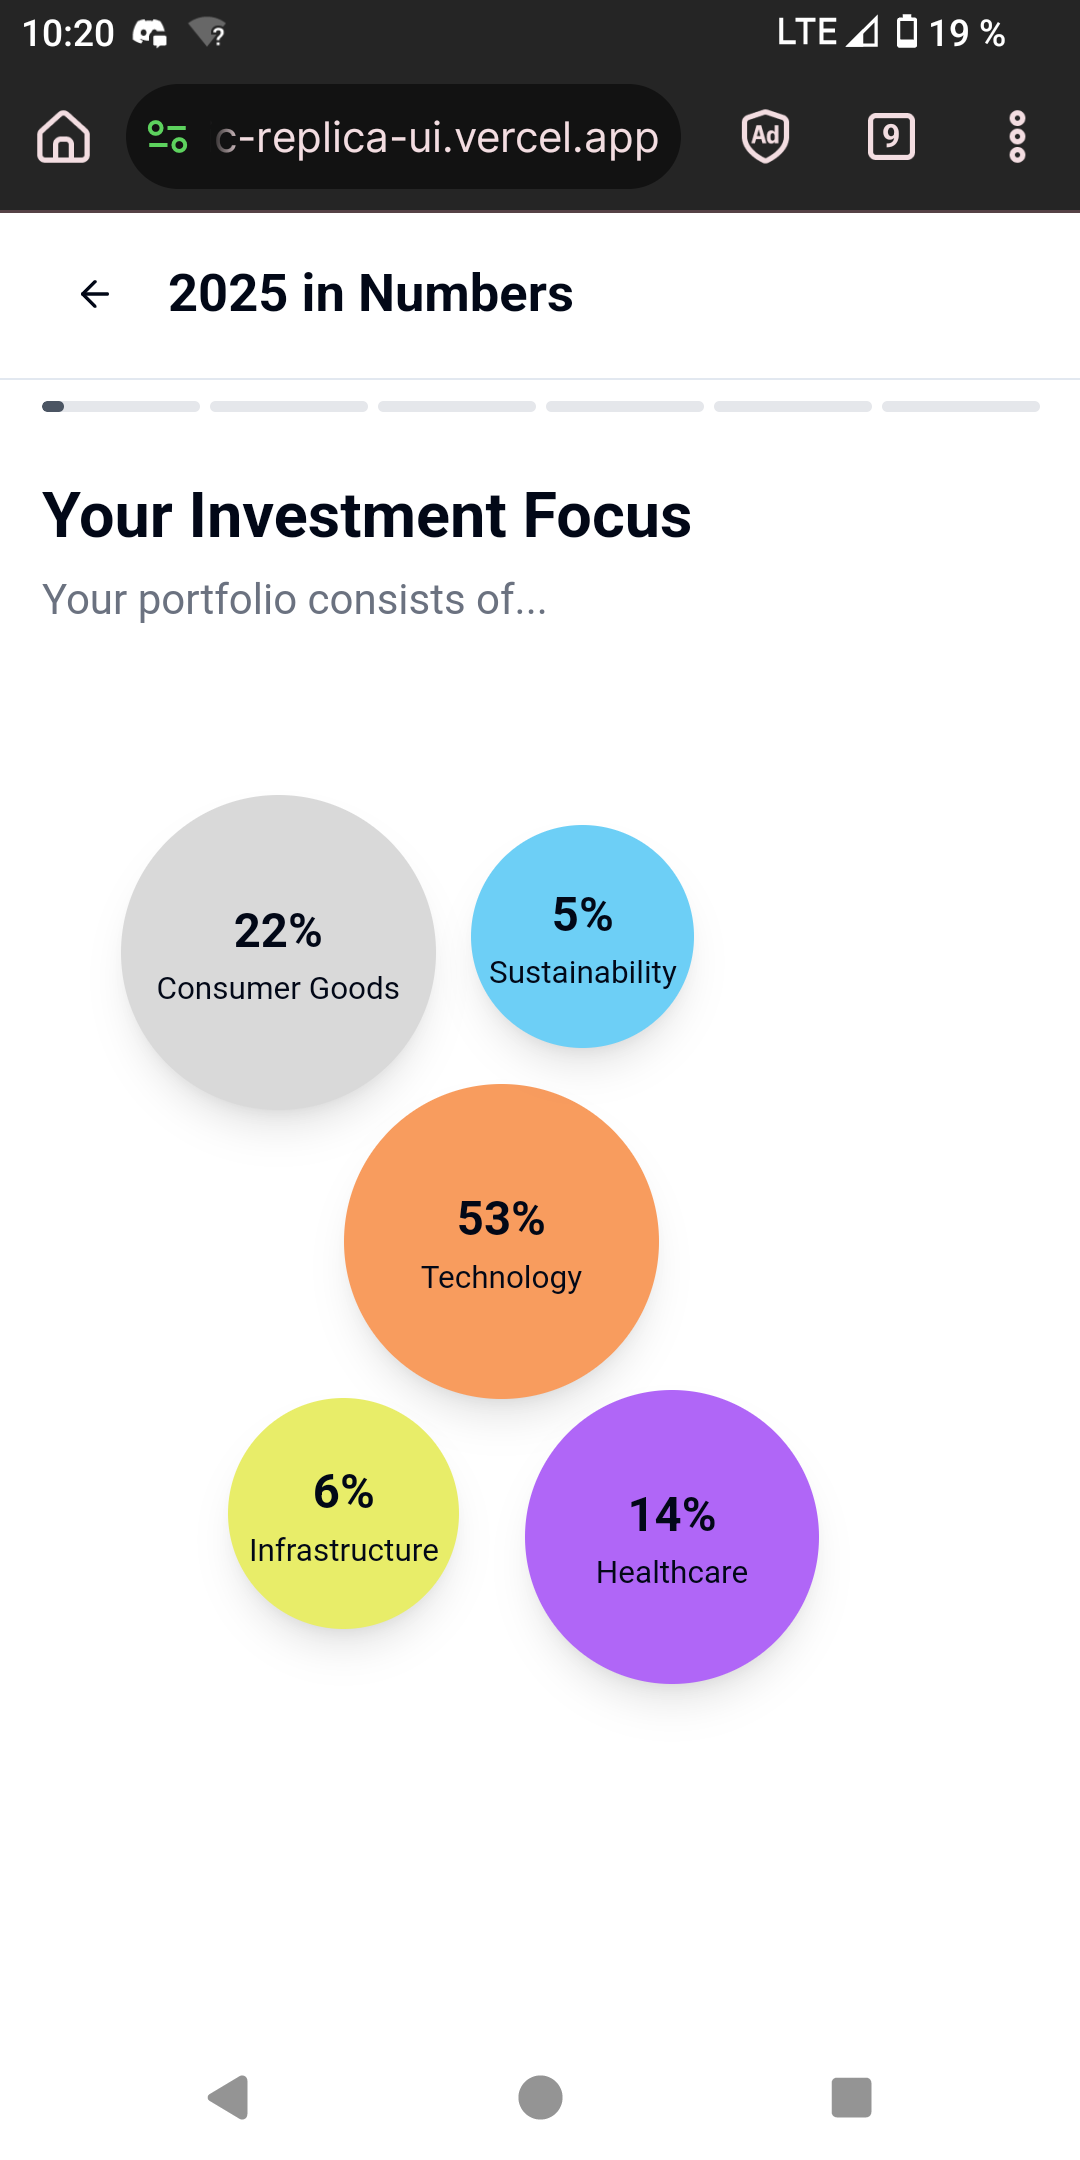 10:20
LTE 19 %
c-replica-ui.vercel.app
Ad
9
2025 in Numbers
Your Investment Focus
Your portfolio consists of...
22%
Consumer Goods
5%
Sustainability
53%
Technology
6%
Infrastructure
14%
Healthcare